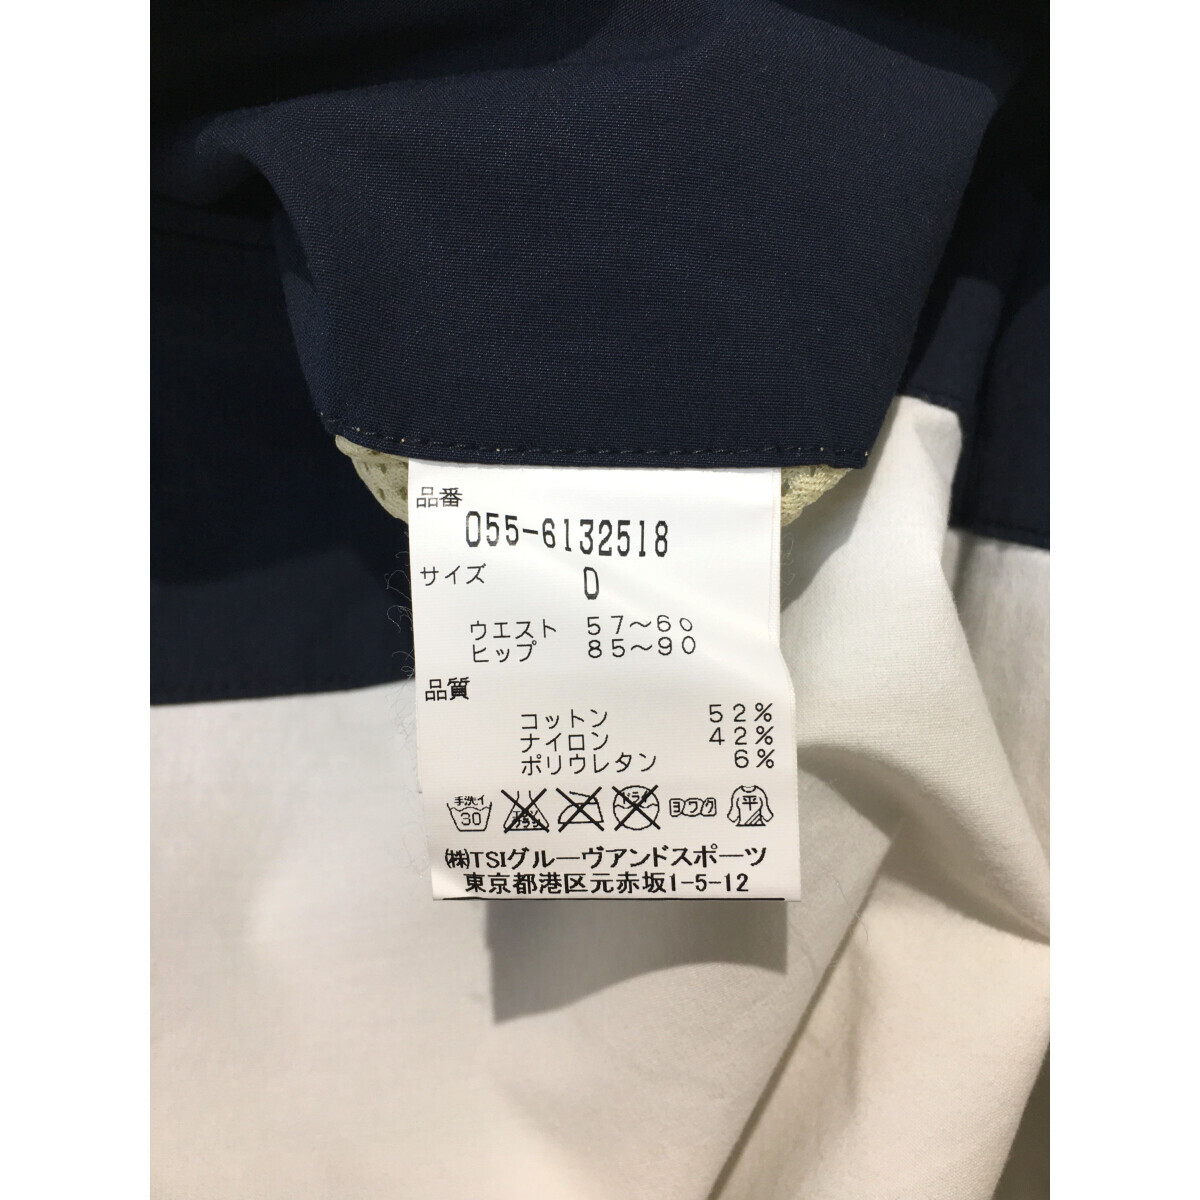 品番
055-6132518
サイズ 0
ウエスト 57〜60
ヒップ 85〜90
品質
コットン 52%
ナイロン 42%
ポリウレタン 6%
手洗イ 30 ヨワク 平
㈱TSIグルーヴアンドスポーツ
東京都港区元赤坂1-5-12